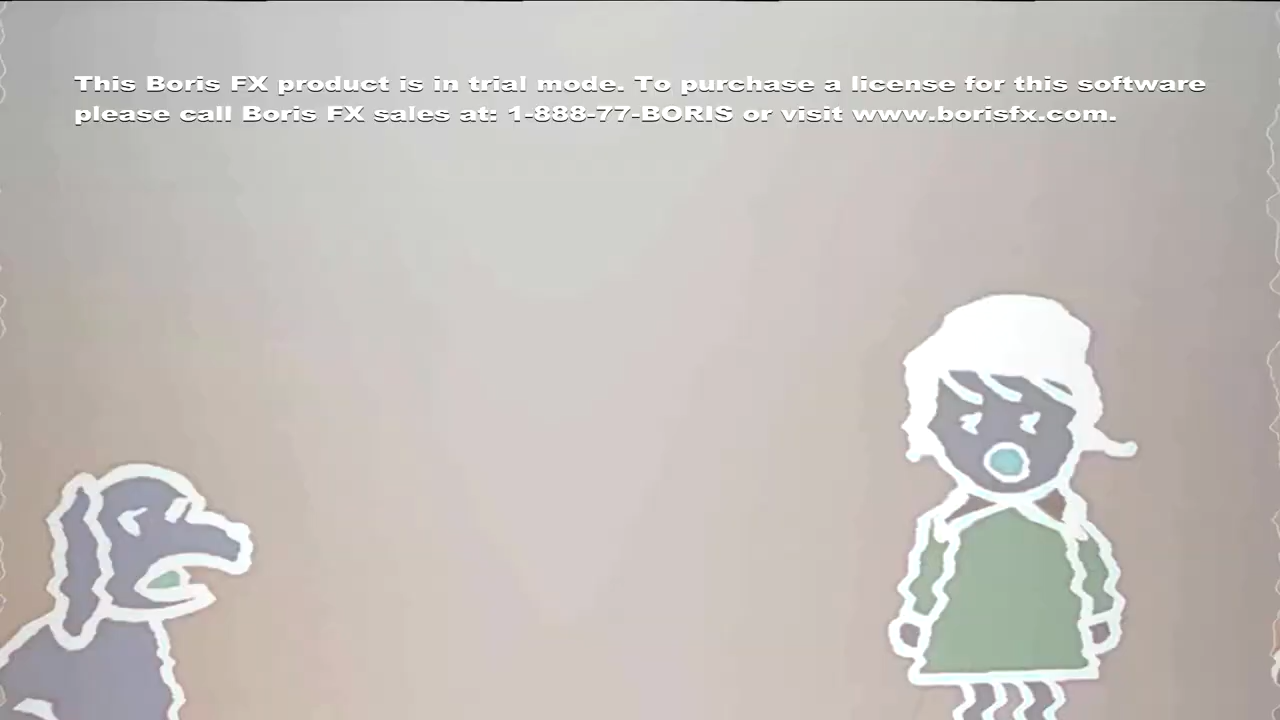 This Boris FX product is in trial mode. To purchase a license for this software
please call Boris FX sales at: 1-888-77-BORIS or visit www.borisfx.com.